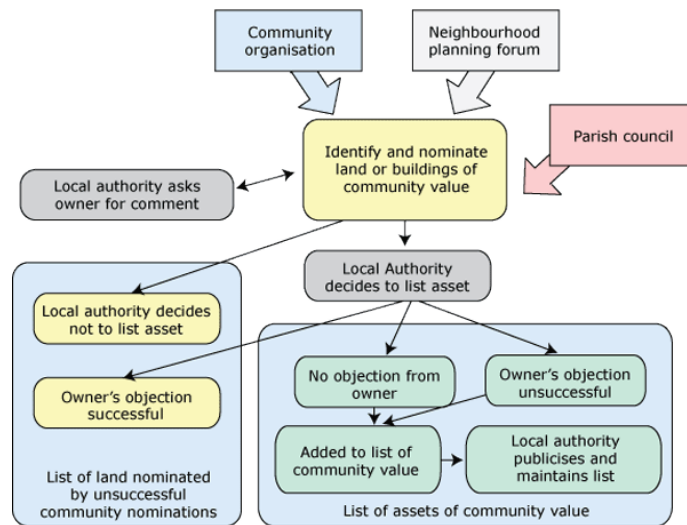 Community
organisation
Neighbourhood
planning forum
Parish council
Identify and nominate
land or buildings of
community value
Local authority asks
owner for comment
Local Authority
decides to list asset
Local authority decides
not to list asset
Owner's objection
successful
List of land nominated
by unsuccessful
community nominations
No objection from
owner
Owner's objection
unsuccessful
Added to list of
community value
Local authority
publicises and
maintains list
List of assets of community value